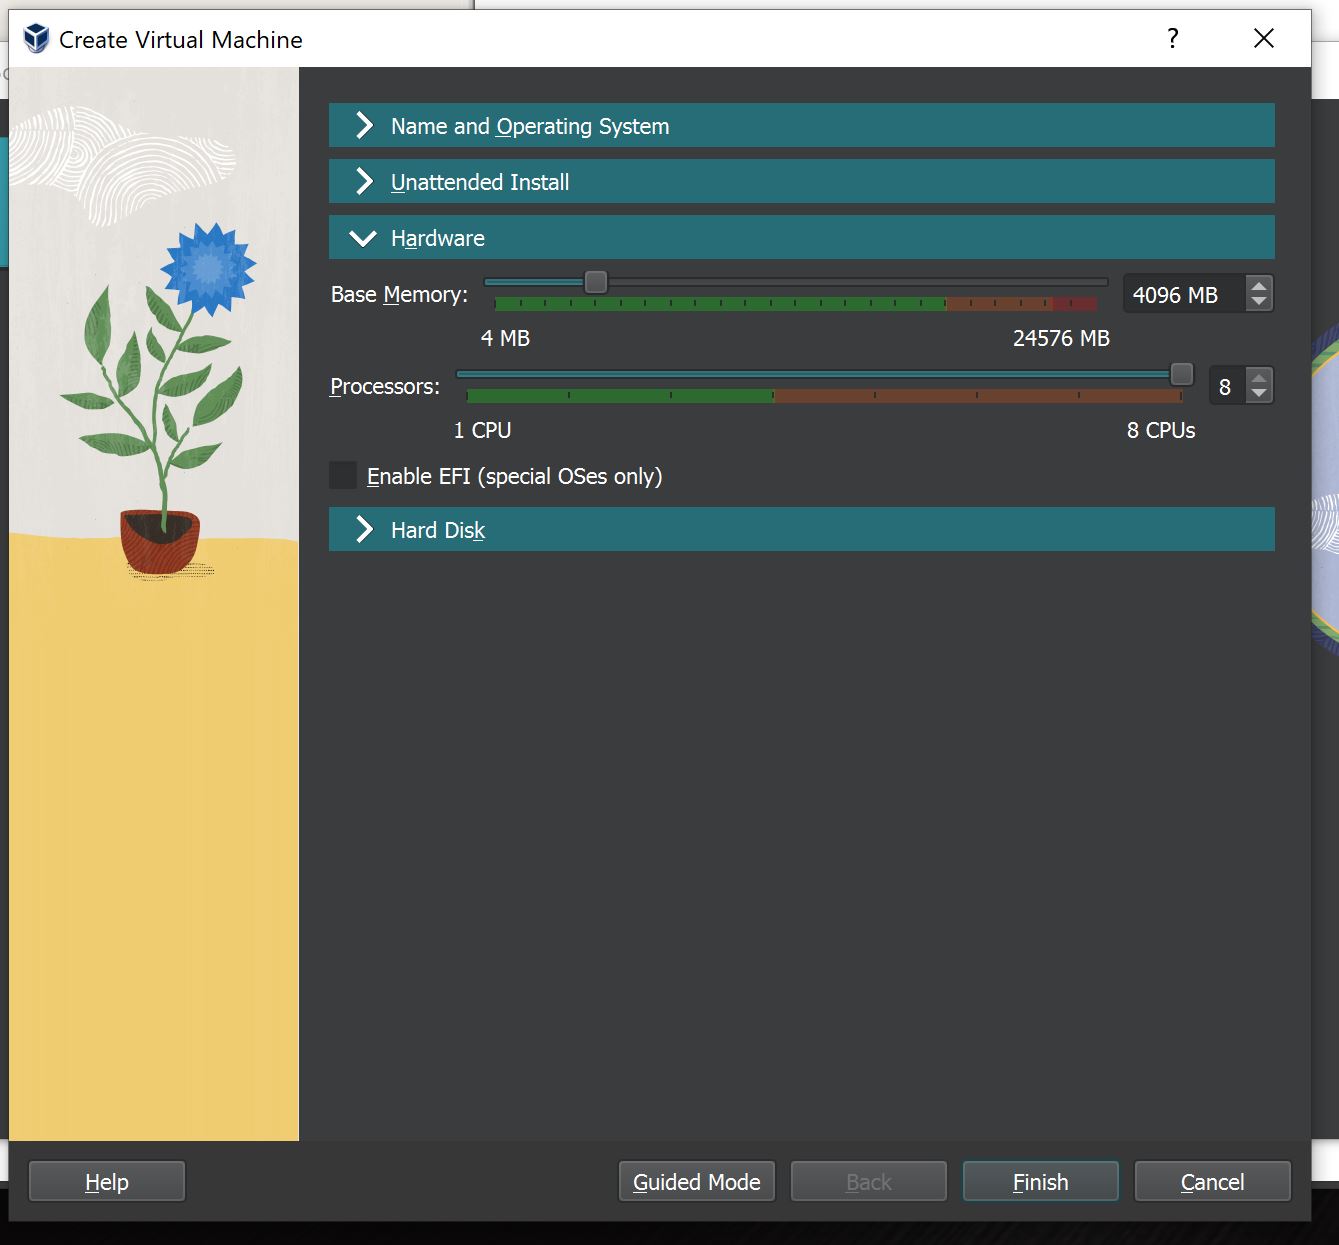 Create Virtual Machine
?
Name and Operating System
Unattended Install
Hardware
Base Memory:
4096 MB
4 MB
24576 MB
Processors:
8
1 CPU
8 CPUs
Enable EFI (special OSes only)
Hard Disk
Help
Guided Mode
Back
Finish
Cancel